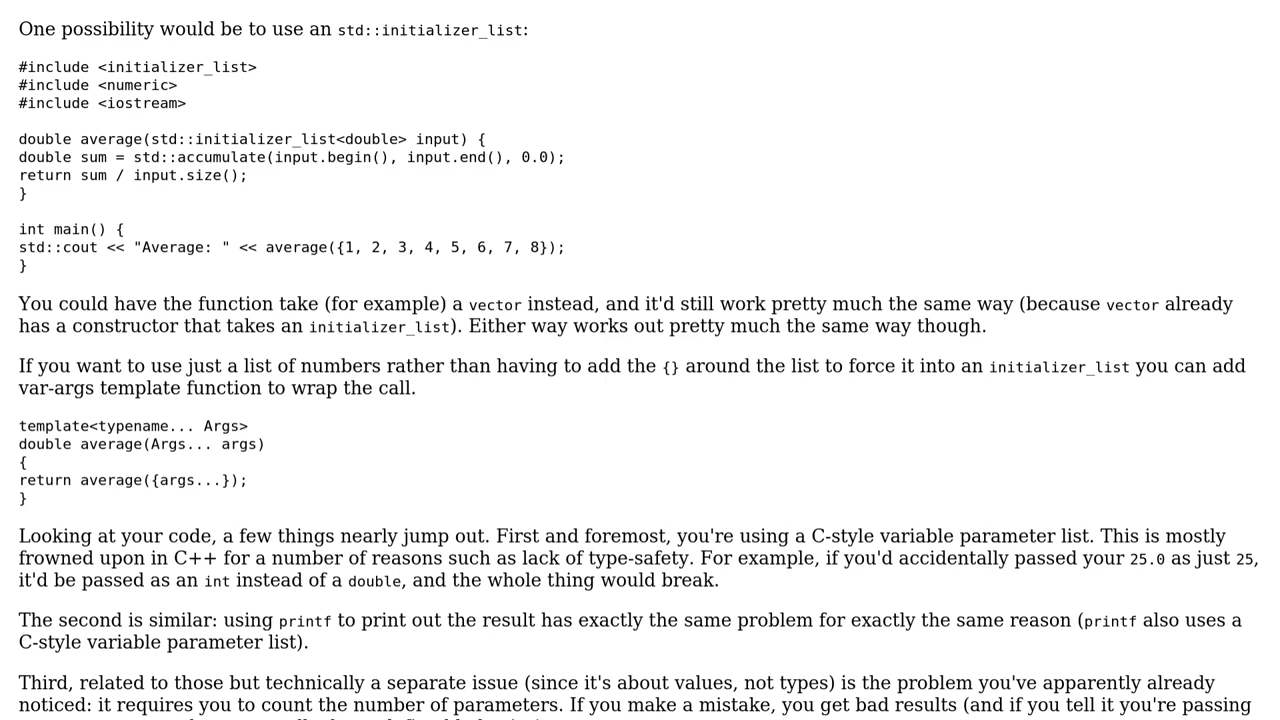 One possibility would be to use an std::initializer_list:
#include <initializer_list>
#include <numeric>
#include <iostream>
double average(std::initializer_list<double> input) {
double sum = std::accumulate(input.begin(), input.end(), 0.0);
return sum / input.size();
}
int main() {
std::cout << "Average: " << average({1, 2, 3, 4, 5, 6, 7, 8});
}
You could have the function take (for example) a vector instead, and it'd still work pretty much the same way (because vector already
has a constructor that takes an initializer_list). Either way works out pretty much the same way though.
If you want to use just a list of numbers rather than having to add the {} around the list to force it into an initializer_list you can add
var-args template function to wrap the call.
template<typename... Args>
double average(Args... args)
{
return average({args...});
}
Looking at your code, a few things nearly jump out. First and foremost, you're using a C-style variable parameter list. This is mostly
frowned upon in C++ for a number of reasons such as lack of type-safety. For example, if you'd accidentally passed your 25.0 as just 25,
it'd be passed as an int instead of a double, and the whole thing would break.
The second is similar: using printf to print out the result has exactly the same problem for exactly the same reason (printf also uses a
C-style variable parameter list).
Third, related to those but technically a separate issue (since it's about values, not types) is the problem you've apparently already
noticed: it requires you to count the number of parameters. If you make a mistake, you get bad results (and if you tell it you're passing